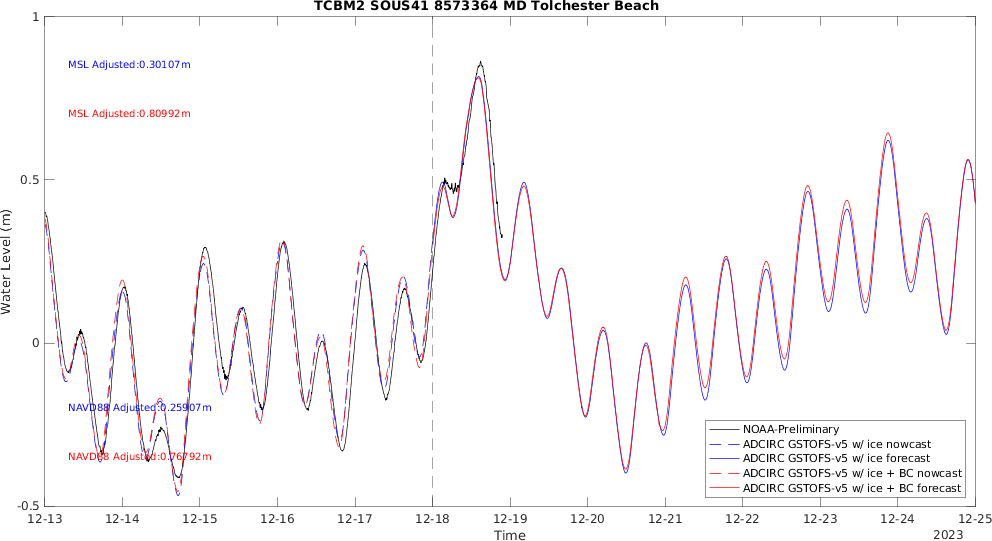 TCBM2 SOUS41 8573364 MD Tolchester Beach
1
0.5
0
-0.5
Water Level (m)
MSL Adjusted:0.30107m
MSL Adjusted:0.80992m
NAVD88 Adjusted:0.25907m
NAVD88 Adjusted:0.76792m
NOAA-Preliminary
ADCIRC GSTOFS-v5 w/ ice nowcast
ADCIRC GSTOFS-v5 w/ ice forecast
ADCIRC GSTOFS-v5 w/ ice + BC nowcast
ADCIRC GSTOFS-v5 w/ ice + BC forecast
12-13 12-14 12-15 12-16 12-17 12-18 12-19 12-20 12-21 12-22 12-23 12-24 12-25
Time
2023